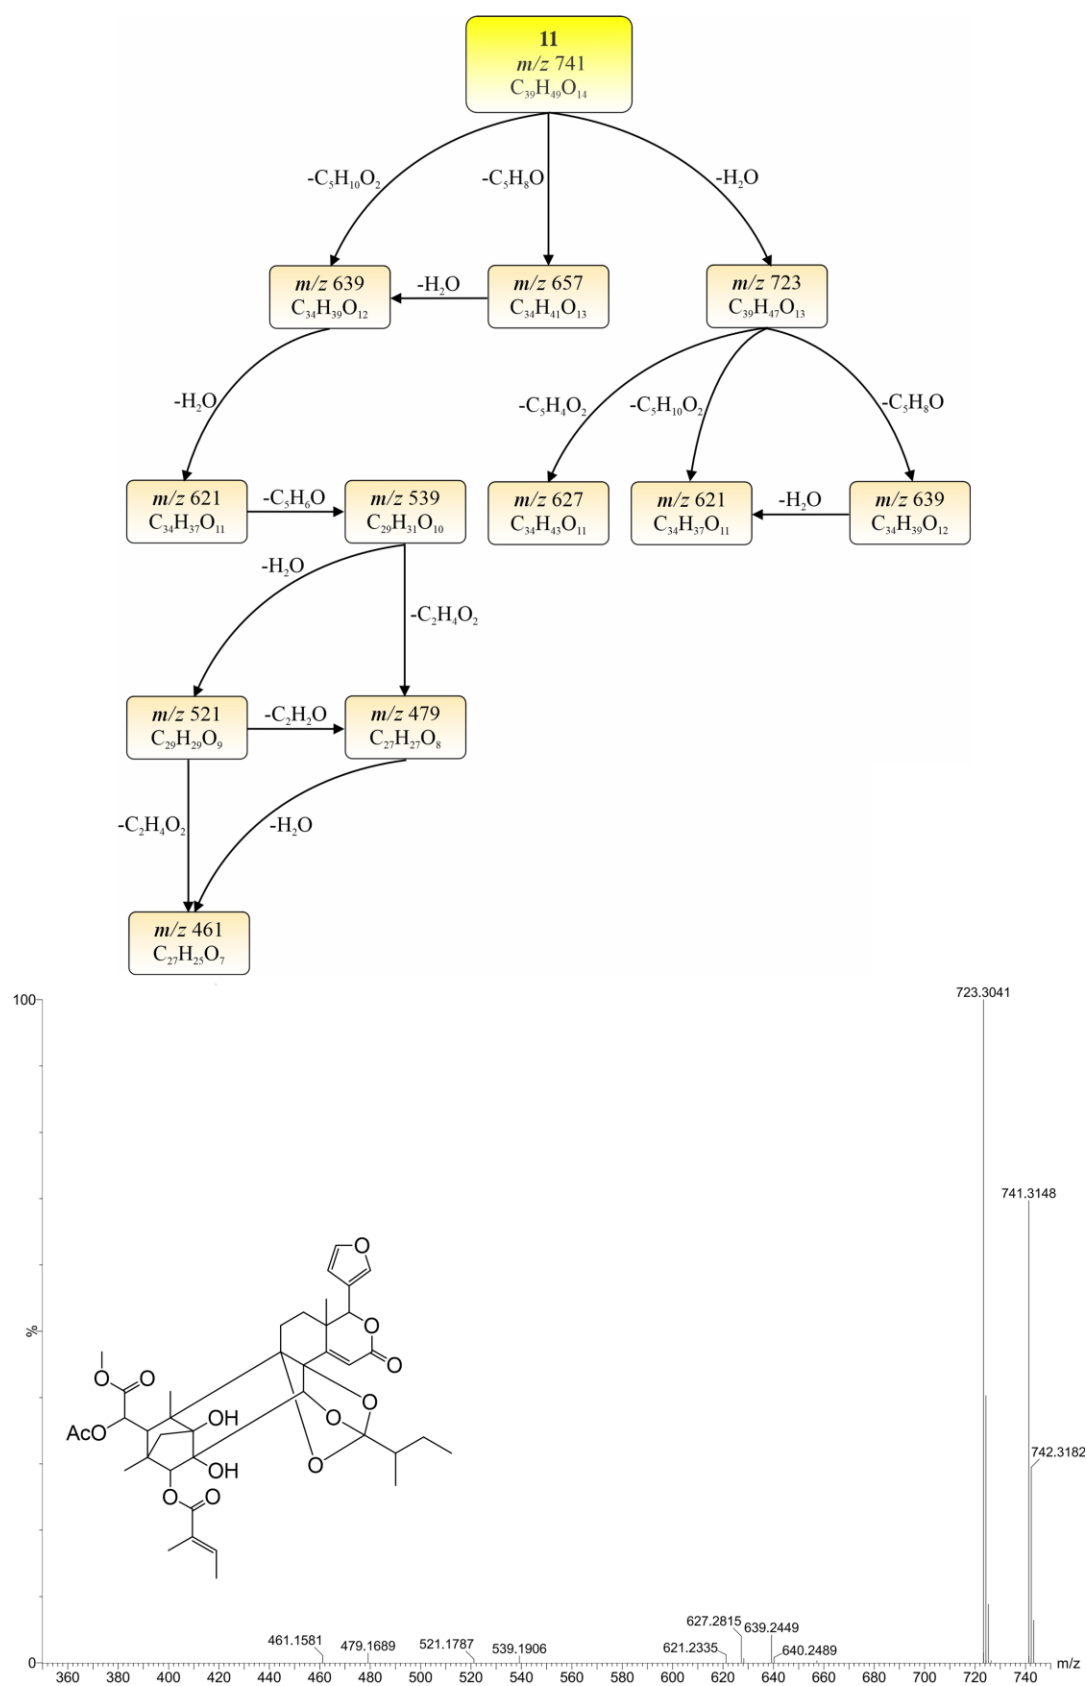 11
m/z 741
C₃₉H₄₉O₁₄
-C₅H₁₀O₂
-C₅H₈O
-H₂O
m/z 639
C₃₄H₃₉O₁₂
-H₂O
m/z 657
C₃₄H₄₁O₁₃
m/z 723
C₃₉H₄₇O₁₃
-H₂O
-C₅H₄O₂
-C₅H₁₀O₂
-C₅H₈O
m/z 621
C₃₄H₃₇O₁₁
-C₅H₆O
m/z 539
C₂₉H₃₁O₁₀
m/z 627
C₃₄H₄₃O₁₁
m/z 621
C₃₄H₃₇O₁₁
-H₂O
m/z 639
C₃₄H₃₉O₁₂
-H₂O
-C₂H₄O₂
m/z 521
C₂₉H₂₉O₉
-C₂H₂O
m/z 479
C₂₇H₂₇O₈
-C₂H₄O₂
-H₂O
m/z 461
C₂₇H₂₅O₇
100
723.3041
741.3148
742.3182
O
O
O
O
O
AcO
OH
O
O
OH
O
O
O
%
627.2815
639.2449
461.1581
479.1689
521.1787
539.1906
621.2335
640.2489
0
360 380 400 420 440 460 480 500 520 540 560 580 600 620 640 660 680 700 720 740
m/z